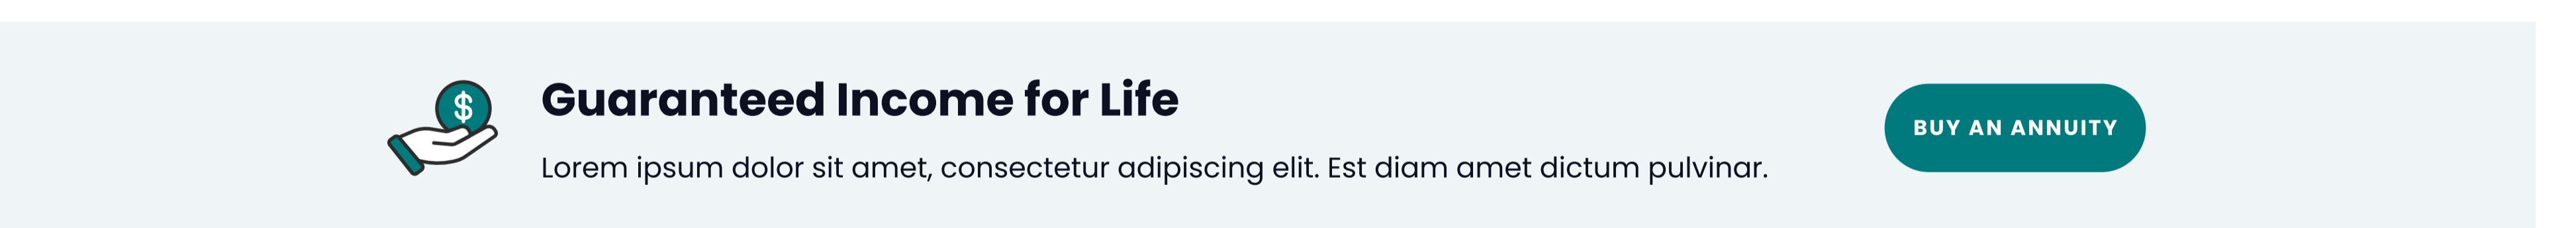 $
Guaranteed Income for Life
Lorem ipsum dolor sit amet, consectetur adipiscing elit. Est diam amet dictum pulvinar.
BUY AN ANNUITY